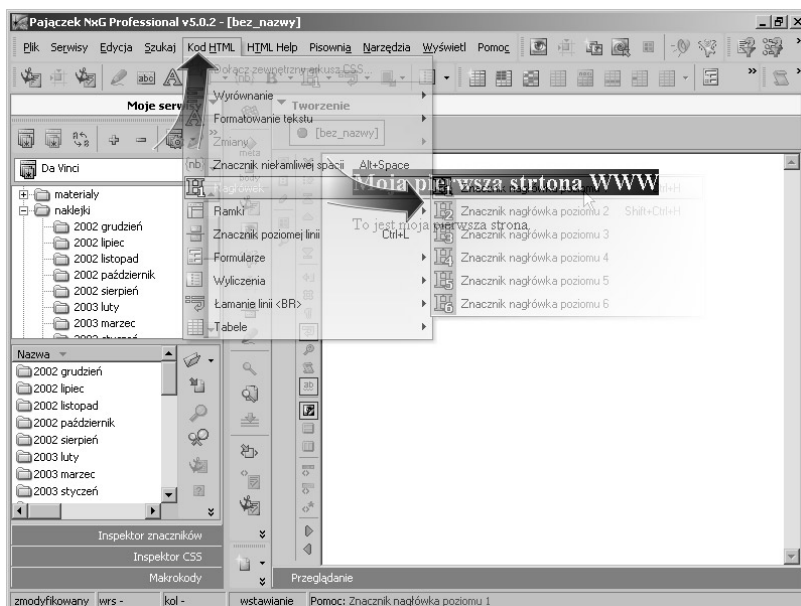 Pajączek NxG Professional v5.0.2 - [bez_nazwy]
Plik Serwisy Edycja Szukaj Kod HTML HTML Help Pisownia Narzędzia Wyświetl Pomoc
Dołącz zewnętrzny arkusz CSS...
Moje serwisy
Tworzenie
[bez_nazwy]
Da Vinci
materialy
naklejki
2002 grudzień
2002 lipiec
2002 listopad
2002 październik
2002 sierpień
2003 luty
2003 marzec
2003 styczeń
Wyrównanie
Formatowanie tekstu
Zmiany
Znacznik niełamliwej spacji Alt+Space
Nagłówek
Ramki
Znacznik poziomej linii Ctrl+L
Formularze
Wyliczenia
Łamanie linii <BR>
Tabele
Moja pierwsza strtona WWW
To jest moja pierwsza strona.
Znacznik nagłówka poziomu 2 Shift+Ctrl+H
Znacznik nagłówka poziomu 3
Znacznik nagłówka poziomu 4
Znacznik nagłówka poziomu 5
Znacznik nagłówka poziomu 6
Nazwa
2002 grudzień
2002 lipiec
2002 listopad
2002 październik
2002 sierpień
2003 luty
2003 marzec
2003 styczeń
Inspektor znaczników
Inspektor CSS
Makrokody
Przeglądanie
zmodyfikowany wrs - kol - wstawianie Pomoc: Znacznik nagłówka poziomu 1